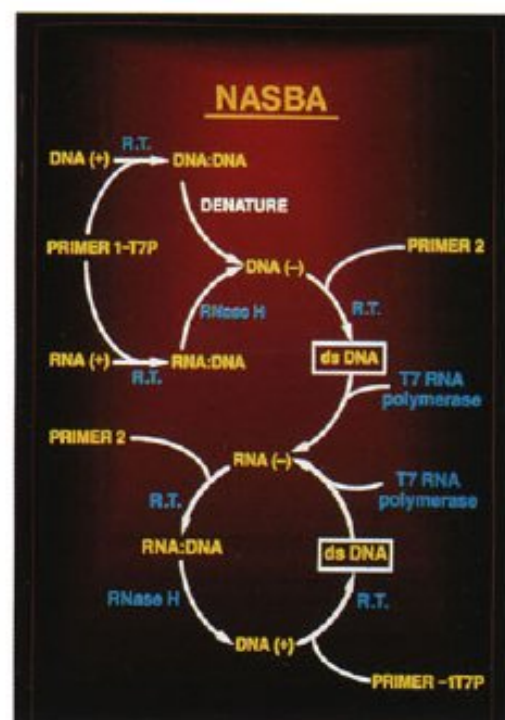 NASBA
R.T.
DNA (+)
DNA:DNA
DENATURE
PRIMER 1-T7P
DNA (–)
PRIMER 2
RNase H
R.T.
RNA (+)
R.T.
RNA:DNA
ds DNA
T7 RNA
polymerase
PRIMER 2
RNA (–)
R.T.
T7 RNA
polymerase
RNA:DNA
ds DNA
RNase H
R.T.
DNA (+)
PRIMER –1T7P